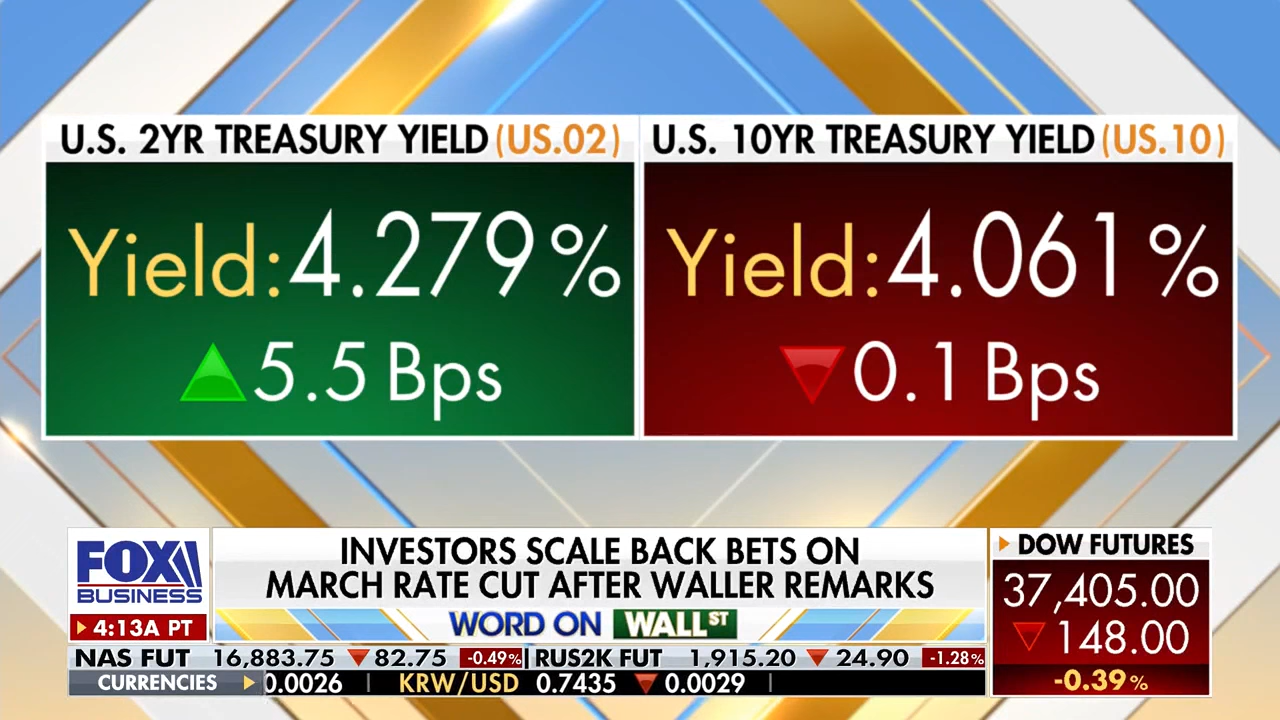 U.S. 2YR TREASURY YIELD (US.02)
Yield: 4.279%
▲ 5.5 Bps
U.S. 10YR TREASURY YIELD (US.10)
Yield: 4.061%
▼ 0.1 Bps
FOX BUSINESS
4:13A PT
INVESTORS SCALE BACK BETS ON
MARCH RATE CUT AFTER WALLER REMARKS
WORD ON WALL ST
DOW FUTURES
37,405.00
▼ 148.00
-0.39%
NAS FUT 16,883.75 ▼ 82.75 -0.49% RUS2K FUT 1,915.20 ▼ 24.90 -1.28%
CURRENCIES 0.0026 | KRW/USD 0.7435 ▼ 0.0029 |